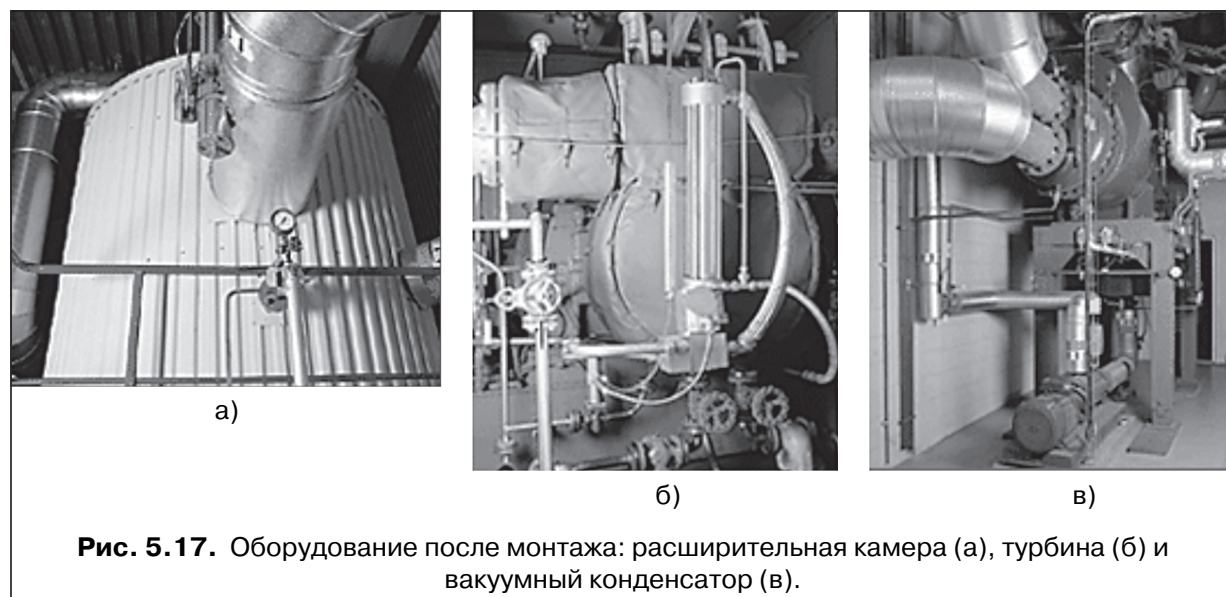 а)
б)
в)
Рис. 5.17. Оборудование после монтажа: расширительная камера (а), турбина (б) и
вакуумный конденсатор (в).